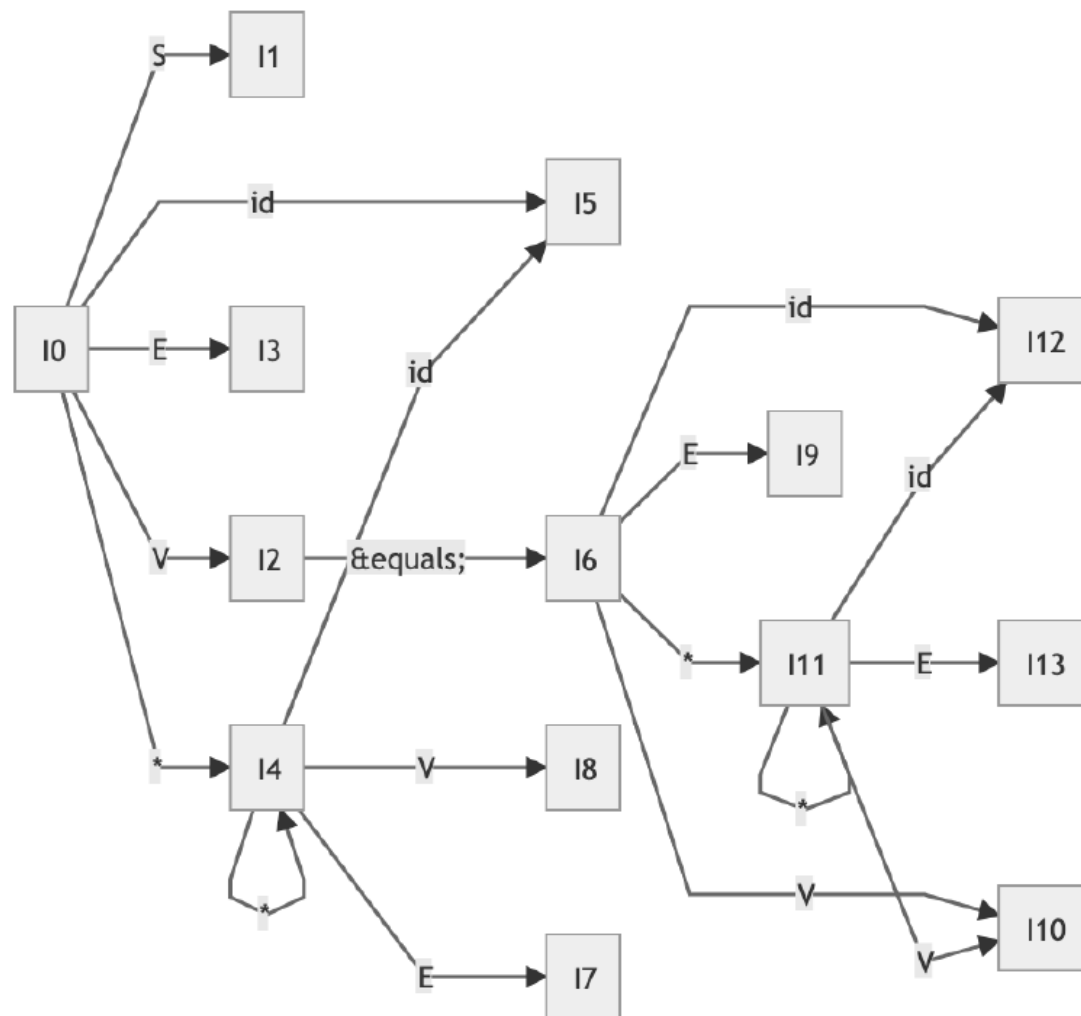 S
I1
id
I5
I0
E
I3
id
id
I12
E
I9
id
V
I2
&equals;
I6
*
I11
E
I13
*
I4
V
I8
*
*
V
I10
E
I7
V